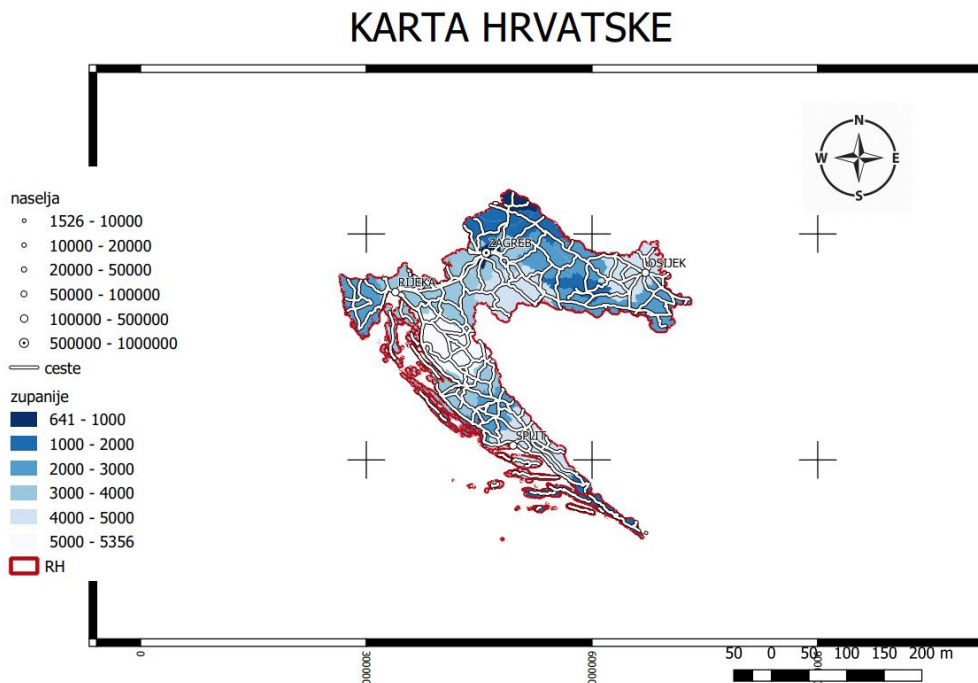 KARTA HRVATSKE
N
W E
S
naselja
1526 - 10000
10000 - 20000
20000 - 50000
50000 - 100000
100000 - 500000
500000 - 1000000
ceste
zupanije
641 - 1000
1000 - 2000
2000 - 3000
3000 - 4000
4000 - 5000
5000 - 5356
RH
ZAGREB
OSIJEK
RIJEKA
SPLIT
0
50 0 50 100 150 200 m